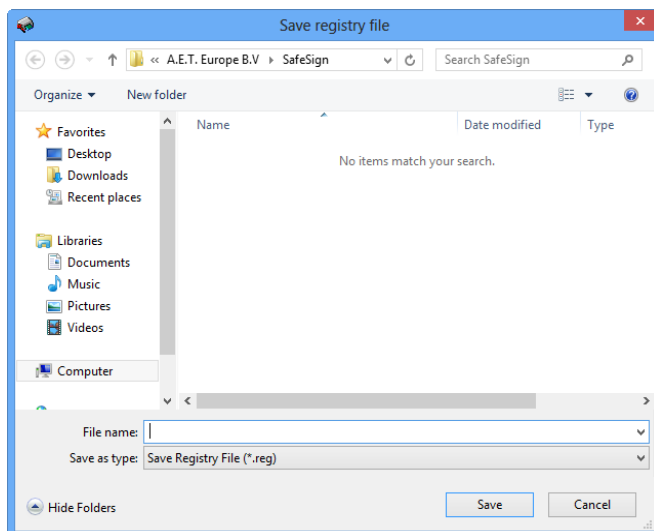 Save registry file
« A.E.T. Europe B.V ▸ SafeSign
Search SafeSign
Organize
New folder
Name
Date modified
Type
No items match your search.
Favorites
Desktop
Downloads
Recent places
Libraries
Documents
Music
Pictures
Videos
Computer
File name:
Save as type: Save Registry File (*.reg)
Hide Folders
Save
Cancel